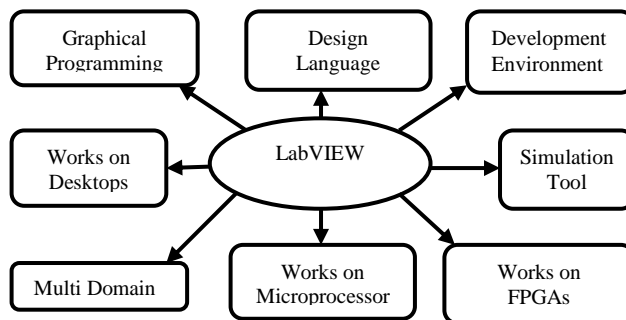 Graphical
Programming
Design
Language
Development
Environment
Works on
Desktops
LabVIEW
Simulation
Tool
Multi Domain
Works on
Microprocessor
Works on
FPGAs